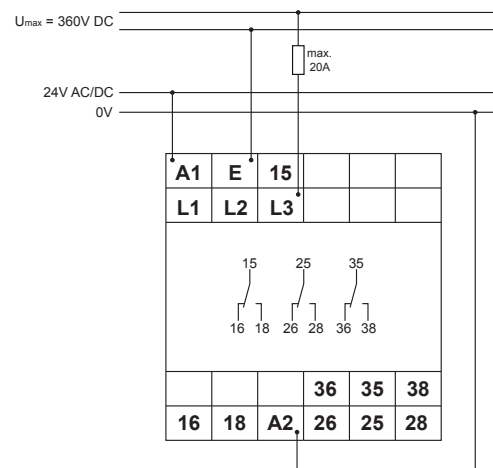 Umax = 360V DC
max.
20A
24V AC/DC
0V
A1 E 15
L1 L2 L3
15 25 35
16 18 26 28 36 38
36 35 38
16 18 A2 26 25 28